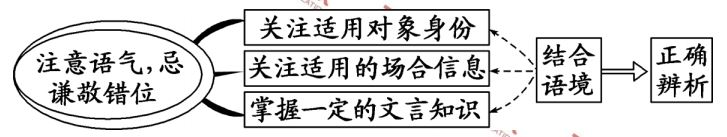 注意语气,忌
谦敬错位
关注适用对象身份
关注适用的场合信息
掌握一定的文言知识
结合
语境
正确
辨析